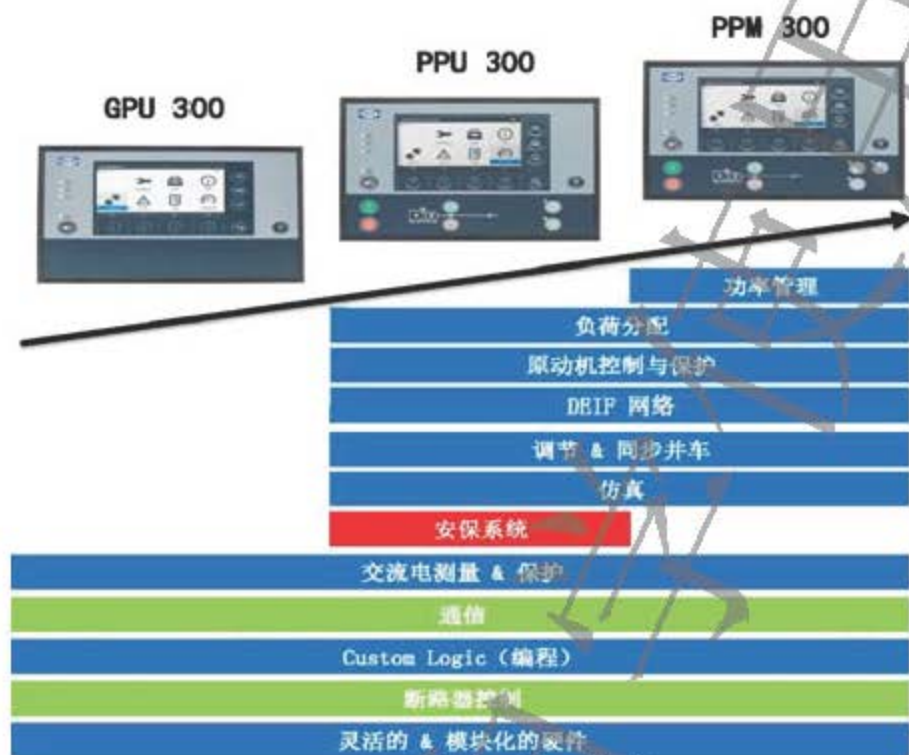 PPM 300
PPU 300
GPU 300
功率管理
负荷分配
原动机控制与保护
DEIF 网络
调节 & 同步并车
仿真
安保系统
交流电测量 & 保护
通信
Custom Logic（编程）
断路器控制
灵活的 & 模块化的硬件